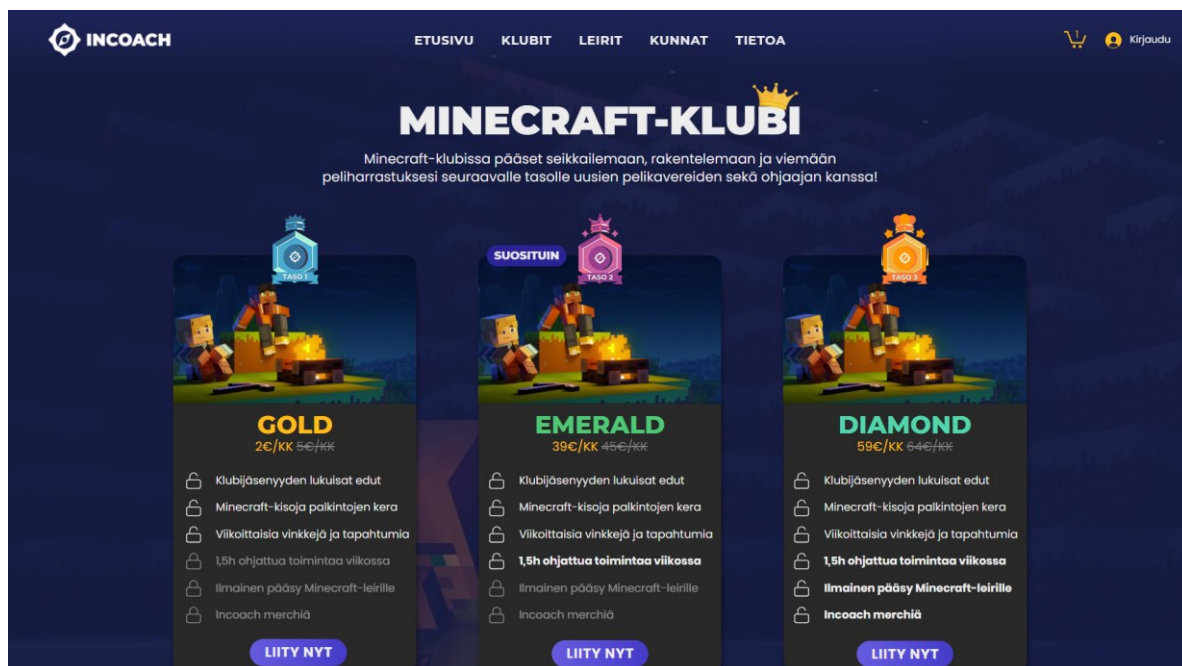 INCOACH
ETUSIVU KLUBIT LEIRIT KUNNAT TIETOA
1
Kirjaudu
MINECRAFT-KLUBI
Minecraft-klubissa pääset seikkailemaan, rakentelemaan ja viemään
peliharrastuksesi seuraavalle tasolle uusien pelikavereiden sekä ohjaajan kanssa!
TASO 1
GOLD
2€/KK 5€/KK
Klubijäsenyyden lukuisat edut
Minecraft-kisoja palkintojen kera
Viikoittaisia vinkkejä ja tapahtumia
1,5h ohjattua toimintaa viikossa
Ilmainen pääsy Minecraft-leirille
Incoach merchiä
LIITY NYT
SUOSITUIN
TASO 2
EMERALD
39€/KK 45€/KK
Klubijäsenyyden lukuisat edut
Minecraft-kisoja palkintojen kera
Viikoittaisia vinkkejä ja tapahtumia
1,5h ohjattua toimintaa viikossa
Ilmainen pääsy Minecraft-leirille
Incoach merchiä
LIITY NYT
TASO 3
DIAMOND
59€/KK 64€/KK
Klubijäsenyyden lukuisat edut
Minecraft-kisoja palkintojen kera
Viikoittaisia vinkkejä ja tapahtumia
1,5h ohjattua toimintaa viikossa
Ilmainen pääsy Minecraft-leirille
Incoach merchiä
LIITY NYT